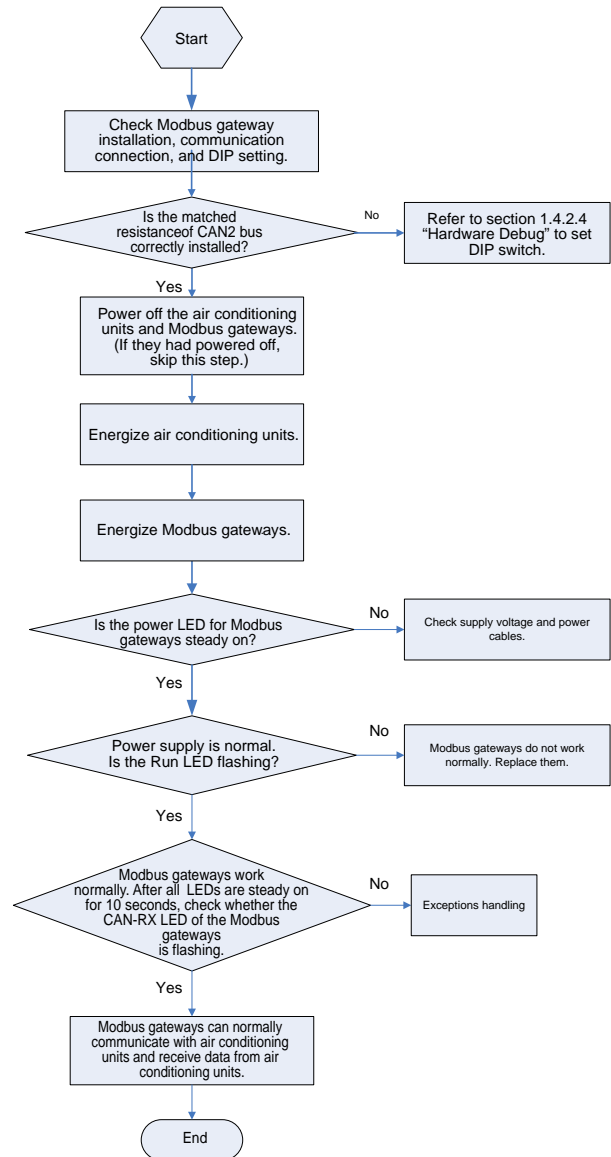 Start
Check Modbus gateway
installation, communication
connection, and DIP setting.
Is the matched
resistanceof CAN2 bus
correctly installed?
No
Refer to section 1.4.2.4
“Hardware Debug” to set
DIP switch.
Yes
Power off the air conditioning
units and Modbus gateways.
(If they had powered off,
skip this step.)
Energize air conditioning units.
Energize Modbus gateways.
Is the power LED for Modbus
gateways steady on?
No
Check supply voltage and power
cables.
Yes
Power supply is normal.
Is the Run LED flashing?
No
Modbus gateways do not work
normally. Replace them.
Yes
Modbus gateways work
normally. After all LEDs are steady on
for 10 seconds, check whether the
CAN-RX LED of the Modbus
gateways
is flashing.
No
Exceptions handling
Yes
Modbus gateways can normally
communicate with air conditioning
units and receive data from air
conditioning units.
End